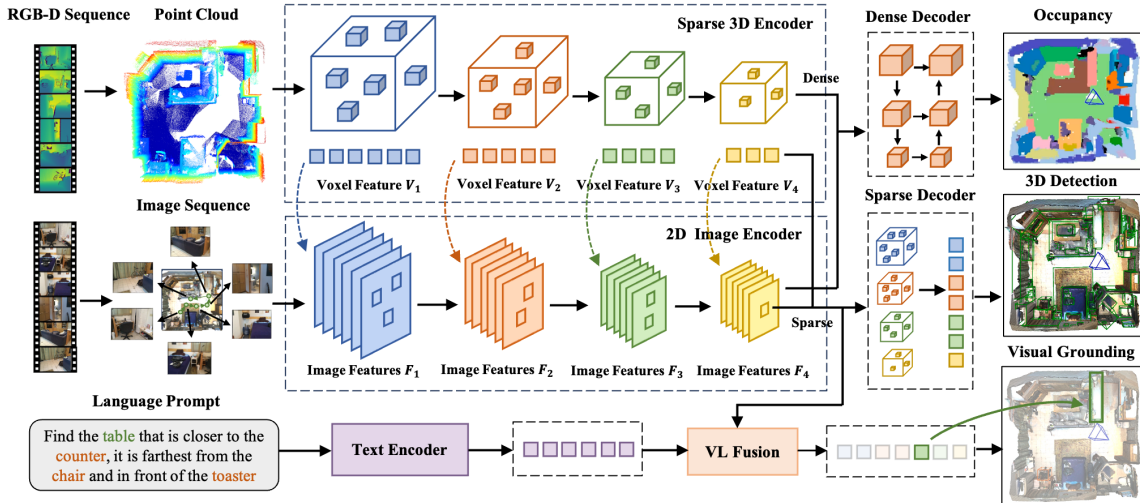 RGB-D Sequence
Point Cloud
Sparse 3D Encoder
Dense Decoder
Occupancy
Dense
Voxel Feature V₁
Voxel Feature V₂
Voxel Feature V₃
Voxel Feature V₄
Image Sequence
2D Image Encoder
Sparse Decoder
3D Detection
Sparse
Image Features F₁
Image Features F₂
Image Features F₃
Image Features F₄
Visual Grounding
Language Prompt
Find the table that is closer to the
counter, it is farthest from the
chair and in front of the toaster
Text Encoder
VL Fusion